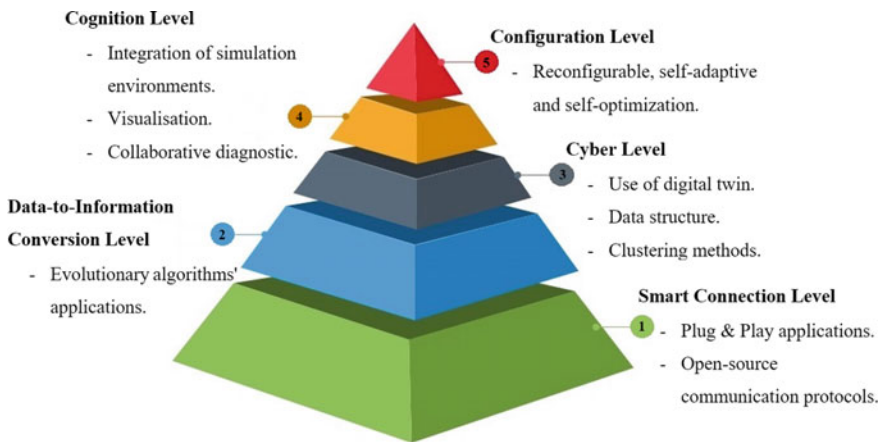 Cognition Level
- Integration of simulation
environments.
- Visualisation.
- Collaborative diagnostic.
4
5
Configuration Level
- Reconfigurable, self-adaptive
and self-optimization.
3
Cyber Level
- Use of digital twin.
- Data structure.
- Clustering methods.
Data-to-Information
Conversion Level
2
- Evolutionary algorithms'
applications.
Smart Connection Level
1
- Plug & Play applications.
- Open-source
communication protocols.